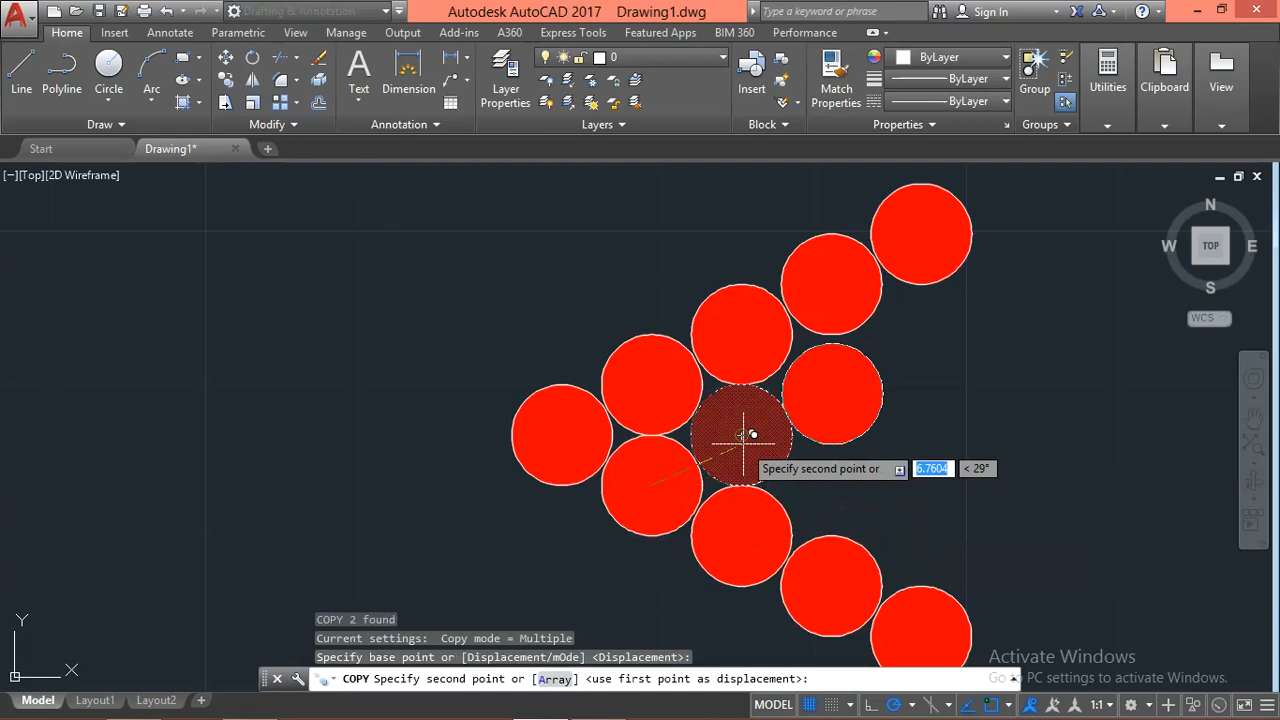 Drafting & Annotation
Autodesk AutoCAD 2017 Drawing1.dwg
Type a keyword or phrase
Sign In
Home Insert Annotate Parametric View Manage Output Add-ins A360 Express Tools Featured Apps BIM 360 Performance
Line
Polyline
Circle
Arc
Text
Dimension
Layer
Properties
0
Insert
Match
Properties
ByLayer
ByLayer
ByLayer
Group
Utilities
Clipboard
View
Draw
Modify
Annotation
Layers
Block
Properties
Groups
Start
Drawing1*
[−][Top][2D Wireframe]
N
W
TOP
E
S
WCS
Specify second point or
6.7604
< 29°
COPY 2 found
Current settings: Copy mode = Multiple
Specify base point or [Displacement/mOde] <Displacement>:
COPY Specify second point or [Array] <use first point as displacement>:
Y
X
Activate Windows
Go to PC settings to activate Windows.
Model
Layout1
Layout2
MODEL
1:1